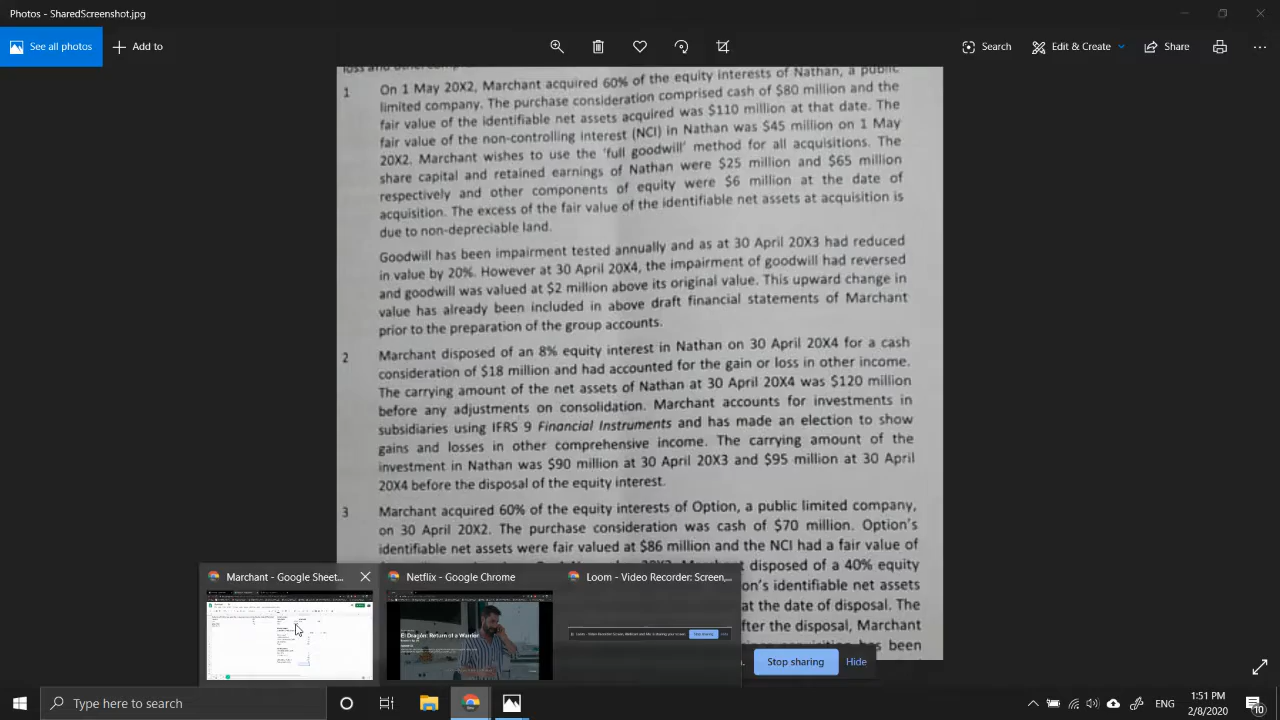 Photos - SharedScreenshot.jpg
See all photos
Add to
Search
Edit & Create
Share
1
On 1 May 20X2, Marchant acquired 60% of the equity interests of Nathan, a public
limited company. The purchase consideration comprised cash of $80 million and the
fair value of the identifiable net assets acquired was $110 million at that date. The
fair value of the non-controlling interest (NCI) in Nathan was $45 million on 1 May
20X2. Marchant wishes to use the 'full goodwill' method for all acquisitions. The
share capital and retained earnings of Nathan were $25 million and $65 million
respectively and other components of equity were $6 million at the date of
acquisition. The excess of the fair value of the identifiable net assets at acquisition is
due to non-depreciable land.
Goodwill has been impairment tested annually and as at 30 April 20X3 had reduced
in value by 20%. However at 30 April 20X4, the impairment of goodwill had reversed
and goodwill was valued at $2 million above its original value. This upward change in
value has already been included in above draft financial statements of Marchant
prior to the preparation of the group accounts.
2
Marchant disposed of an 8% equity interest in Nathan on 30 April 20X4 for a cash
consideration of $18 million and had accounted for the gain or loss in other income.
The carrying amount of the net assets of Nathan at 30 April 20X4 was $120 million
before any adjustments on consolidation. Marchant accounts for investments in
subsidiaries using IFRS 9 Financial Instruments and has made an election to show
gains and losses in other comprehensive income. The carrying amount of the
investment in Nathan was $90 million at 30 April 20X3 and $95 million at 30 April
20X4 before the disposal of the equity interest.
3
Marchant acquired 60% of the equity interests of Option, a public limited company,
on 30 April 20X2. The purchase consideration was cash of $70 million. Option's
identifiable net assets were fair valued at $86 million and the NCI had a fair value of
equity
identifiable net assets
the date of disposal. The
after the disposal, Marchant
been
Marchant - Google Sheet...
Netflix - Google Chrome
Loom - Video Recorder: Screen,...
El Dragón: Return of a Warrior
Stop sharing
Stop sharing
Hide
Type here to search
1:51 PM
2/8/2020
10